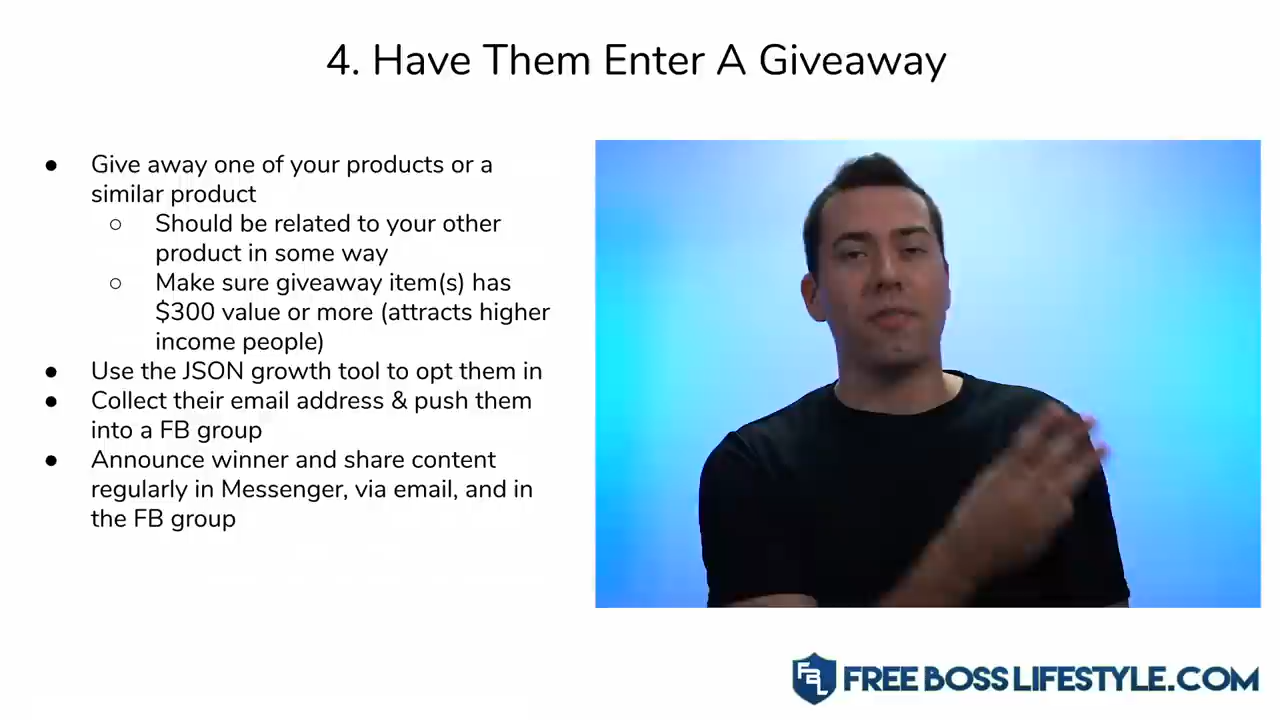 4. Have Them Enter A Giveaway
● Give away one of your products or a
similar product
○ Should be related to your other
product in some way
○ Make sure giveaway item(s) has
$300 value or more (attracts higher
income people)
● Use the JSON growth tool to opt them in
● Collect their email address & push them
into a FB group
● Announce winner and share content
regularly in Messenger, via email, and in
the FB group
FBL FREE BOSS LIFESTYLE.COM